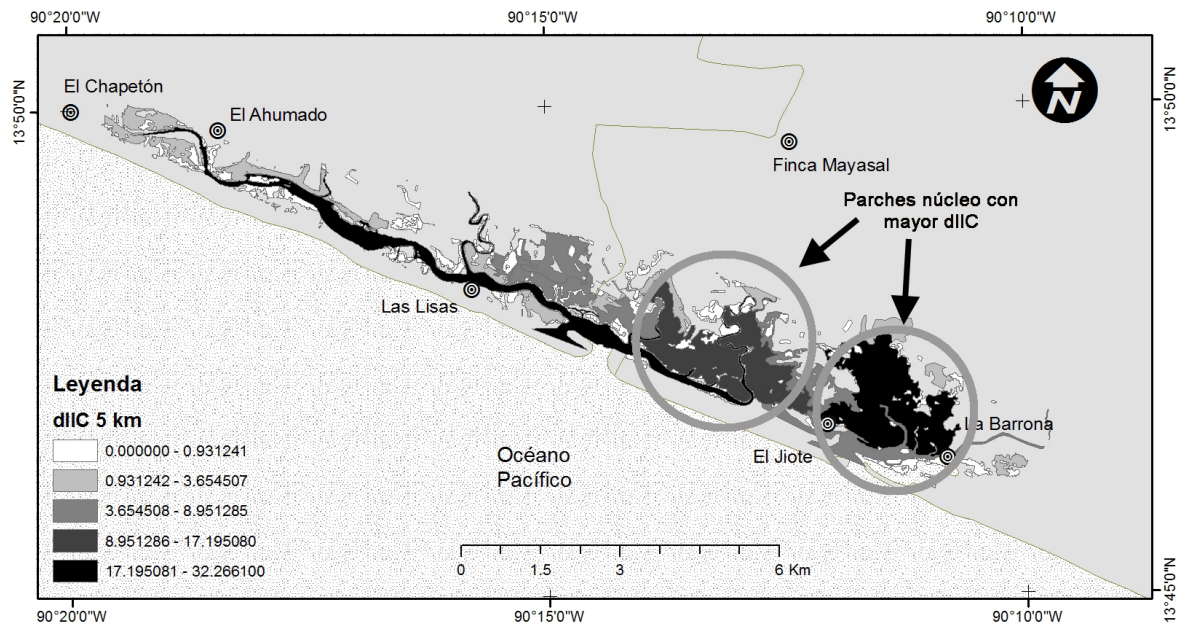 90°20'0"W
90°15'0"W
90°10'0"W
13°50'0"N
13°50'0"N
El Chapetón
El Ahumado
N
Finca Mayasal
Parches núcleo con
mayor dIIC
Las Lisas
Leyenda
dIIC 5 km
0.000000 - 0.931241
0.931242 - 3.654507
3.654508 - 8.951285
8.951286 - 17.195080
17.195081 - 32.266100
Océano
Pacífico
El Jiote
La Barrona
0 1.5 3 6 Km
13°45'0"N
90°20'0"W
90°15'0"W
90°10'0"W